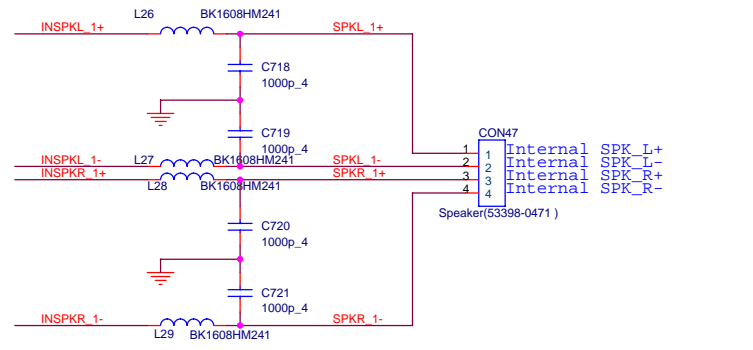 L26 BK1608HM241
INSPKL_1+ SPKL_1+
C718
1000p_4
C719
1000p_4
CON47
1 1 Internal SPK_L+
INSPKL_1- L27 BK1608HM241 SPKL_1- 2 2 Internal SPK_L-
INSPKR_1+ SPKR_1+ 3 3 Internal SPK_R+
L28 BK1608HM241 4 4 Internal SPK_R-
Speaker(53398-0471 )
C720
1000p_4
C721
1000p_4
INSPKR_1- SPKR_1-
L29 BK1608HM241